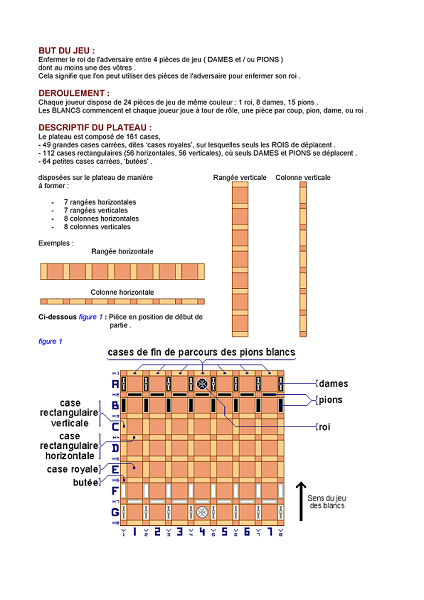 BUT DU JEU :
Enfermer le roi de l'adversaire entre 4 pièces de jeu ( DAMES et / ou PIONS )
dont au moins une des vôtres .
Cela signifie que l'on peut utiliser des pièces de l'adversaire pour enfermer son roi .
DEROULEMENT :
Chaque joueur dispose de 24 pièces de jeu de même couleur : 1 roi, 8 dames, 15 pions .
Les BLANCS commencent et chaque joueur joue à tour de rôle, une pièce par coup, pion, dame, ou roi .
DESCRIPTIF DU PLATEAU :
Le plateau est composé de 161 cases,
- 49 grandes cases carrées, dites 'cases royales', sur lesquelles seuls les ROIS de déplacent .
- 112 cases rectangulaires (56 horizontales, 56 verticales), où seuls DAMES et PIONS se déplacent .
- 64 petites cases carrées, 'butées' .
disposées sur le plateau de manière
à former :
- 7 rangées horizontales
- 7 rangées verticales
- 8 colonnes horizontales
- 8 colonnes verticales
Rangée verticale Colonne verticale
Exemples :
Rangée horizontale
Colonne horizontale
Ci-dessous figure 1 : Pièce en position de début de
partie .
figure 1
cases de fin de parcours des pions blancs
dames
pions
roi
case
rectangulaire
verticale
case
rectangulaire
horizontale
case royale
butée
A
B
C
D
E
F
G
1 2 3 4 5 6 7
Sens du jeu
des blancs